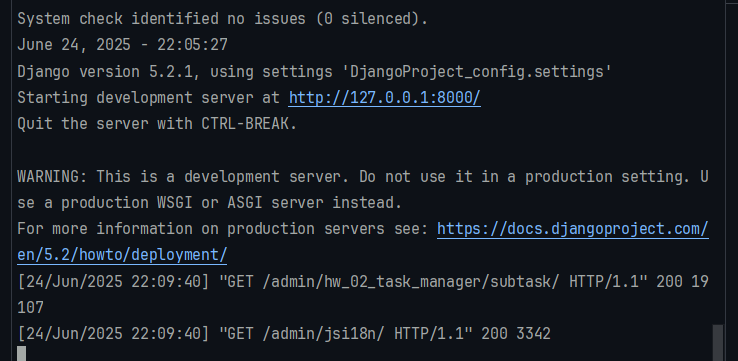 System check identified no issues (0 silenced).
June 24, 2025 - 22:05:27
Django version 5.2.1, using settings 'DjangoProject_config.settings'
Starting development server at http://127.0.0.1:8000/
Quit the server with CTRL-BREAK.
WARNING: This is a development server. Do not use it in a production setting. U
se a production WSGI or ASGI server instead.
For more information on production servers see: https://docs.djangoproject.com/
en/5.2/howto/deployment/
[24/Jun/2025 22:09:40] "GET /admin/hw_02_task_manager/subtask/ HTTP/1.1" 200 19
107
[24/Jun/2025 22:09:40] "GET /admin/jsi18n/ HTTP/1.1" 200 3342